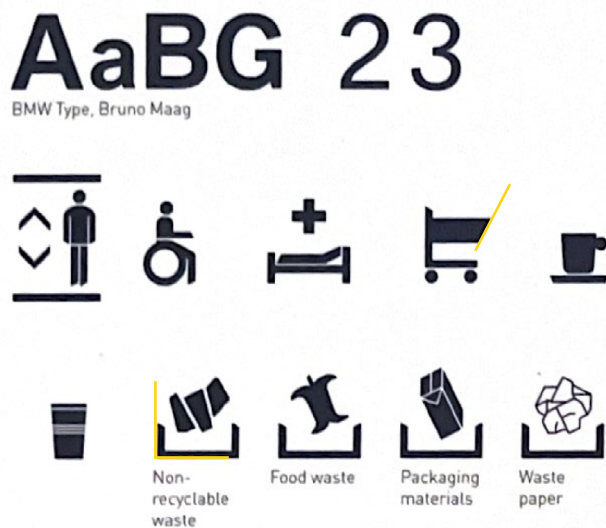 AaBG 23
BMW Type, Bruno Maag
Non-
recyclable
waste
Food waste
Packaging
materials
Waste
paper